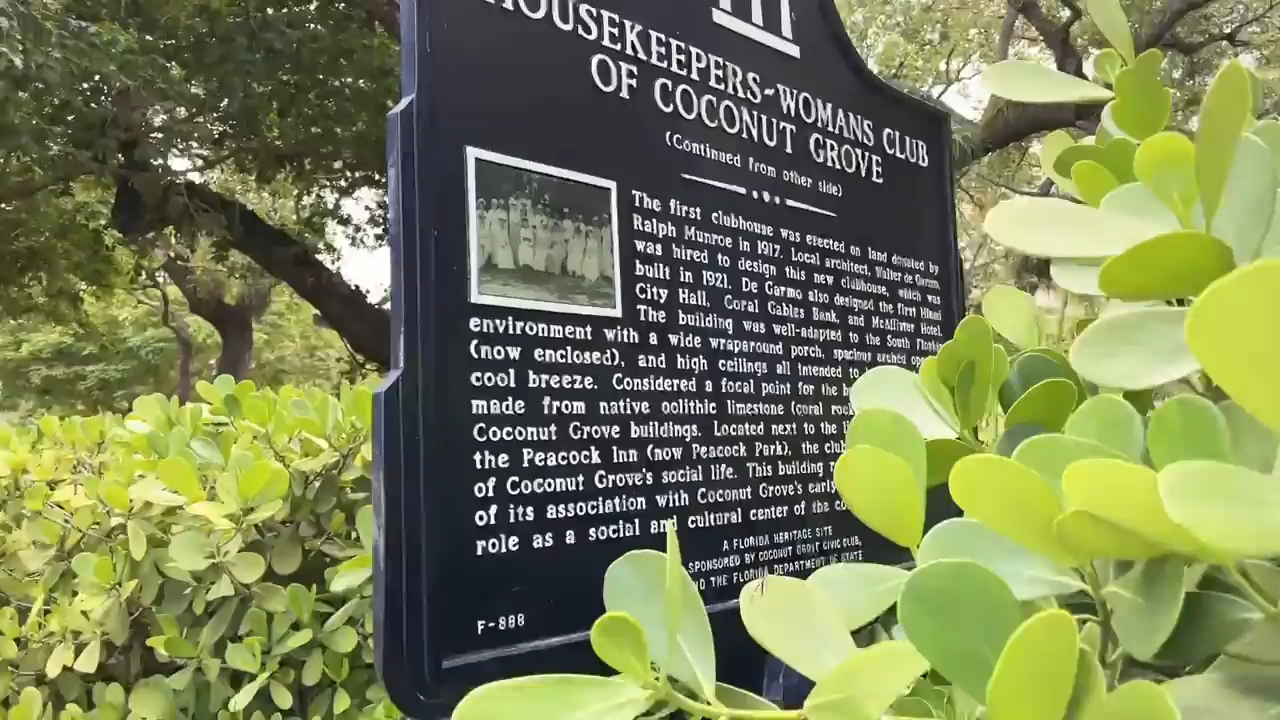 HOUSEKEEPERS-WOMANS CLUB
OF COCONUT GROVE
(Continued from other side)
The first clubhouse was erected on land donated by
Ralph Munroe in 1917. Local architect, Walter de Garmo,
was hired to design this new clubhouse, which was
built in 1921. De Garmo also designed the first Miami
City Hall, Coral Gables Bank, and McAllister Hotel.
The building was well-adapted to the South Florida
environment with a wide wraparound porch, spacious arched
(now enclosed), and high ceilings all intended to
cool breeze. Considered a focal point for the
made from native oolithic limestone (coral rock
Coconut Grove buildings. Located next to the
the Peacock Inn (now Peacock Park), the club
of Coconut Grove's social life. This building
of its association with Coconut Grove's early
role as a social and cultural center of the
A FLORIDA HERITAGE SITE
SPONSORED BY COCONUT GROVE CIVIC CLUB,
THE FLORIDA DEPARTMENT OF STATE
F-888